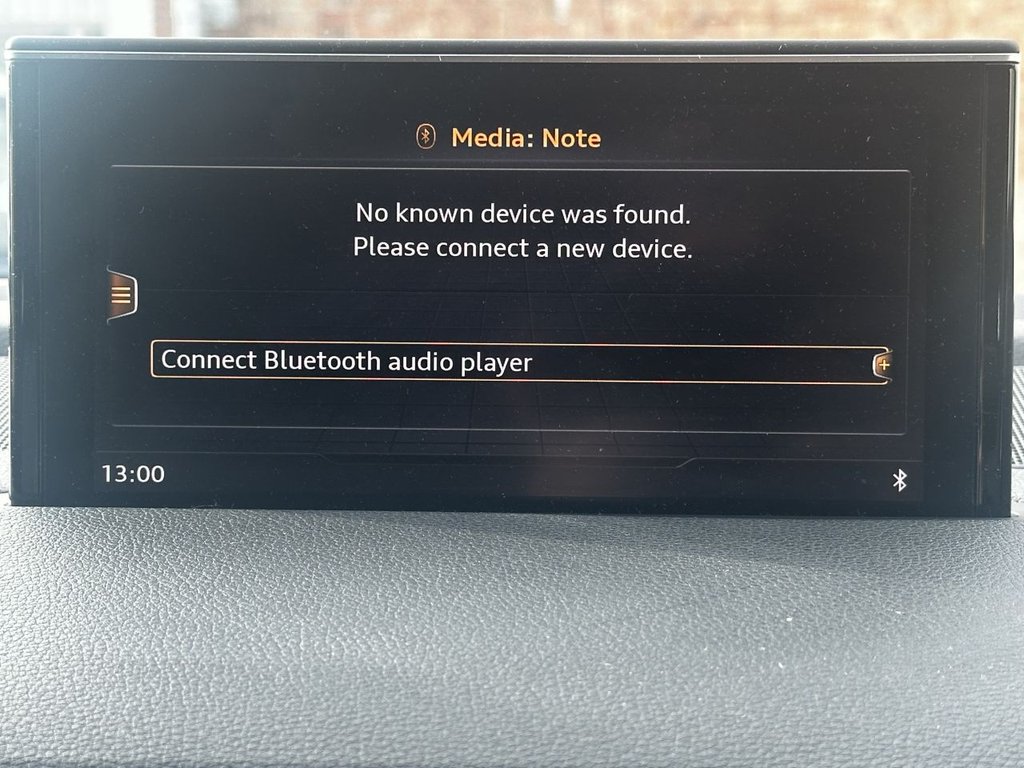 Media: Note
No known device was found.
Please connect a new device.
Connect Bluetooth audio player
13:00